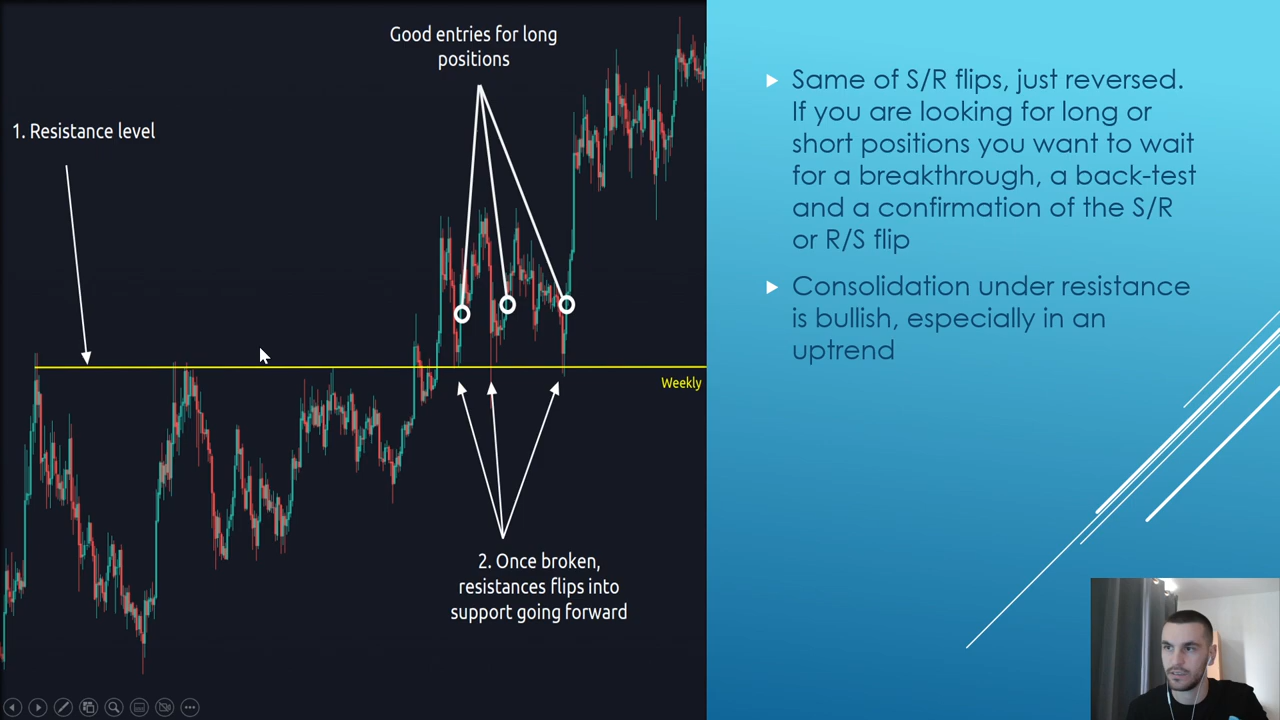 Good entries for long
positions
1. Resistance level
Weekly
2. Once broken,
resistances flips into
support going forward
Same of S/R flips, just reversed.
If you are looking for long or
short positions you want to wait
for a breakthrough, a back-test
and a confirmation of the S/R
or R/S flip
Consolidation under resistance
is bullish, especially in an
uptrend